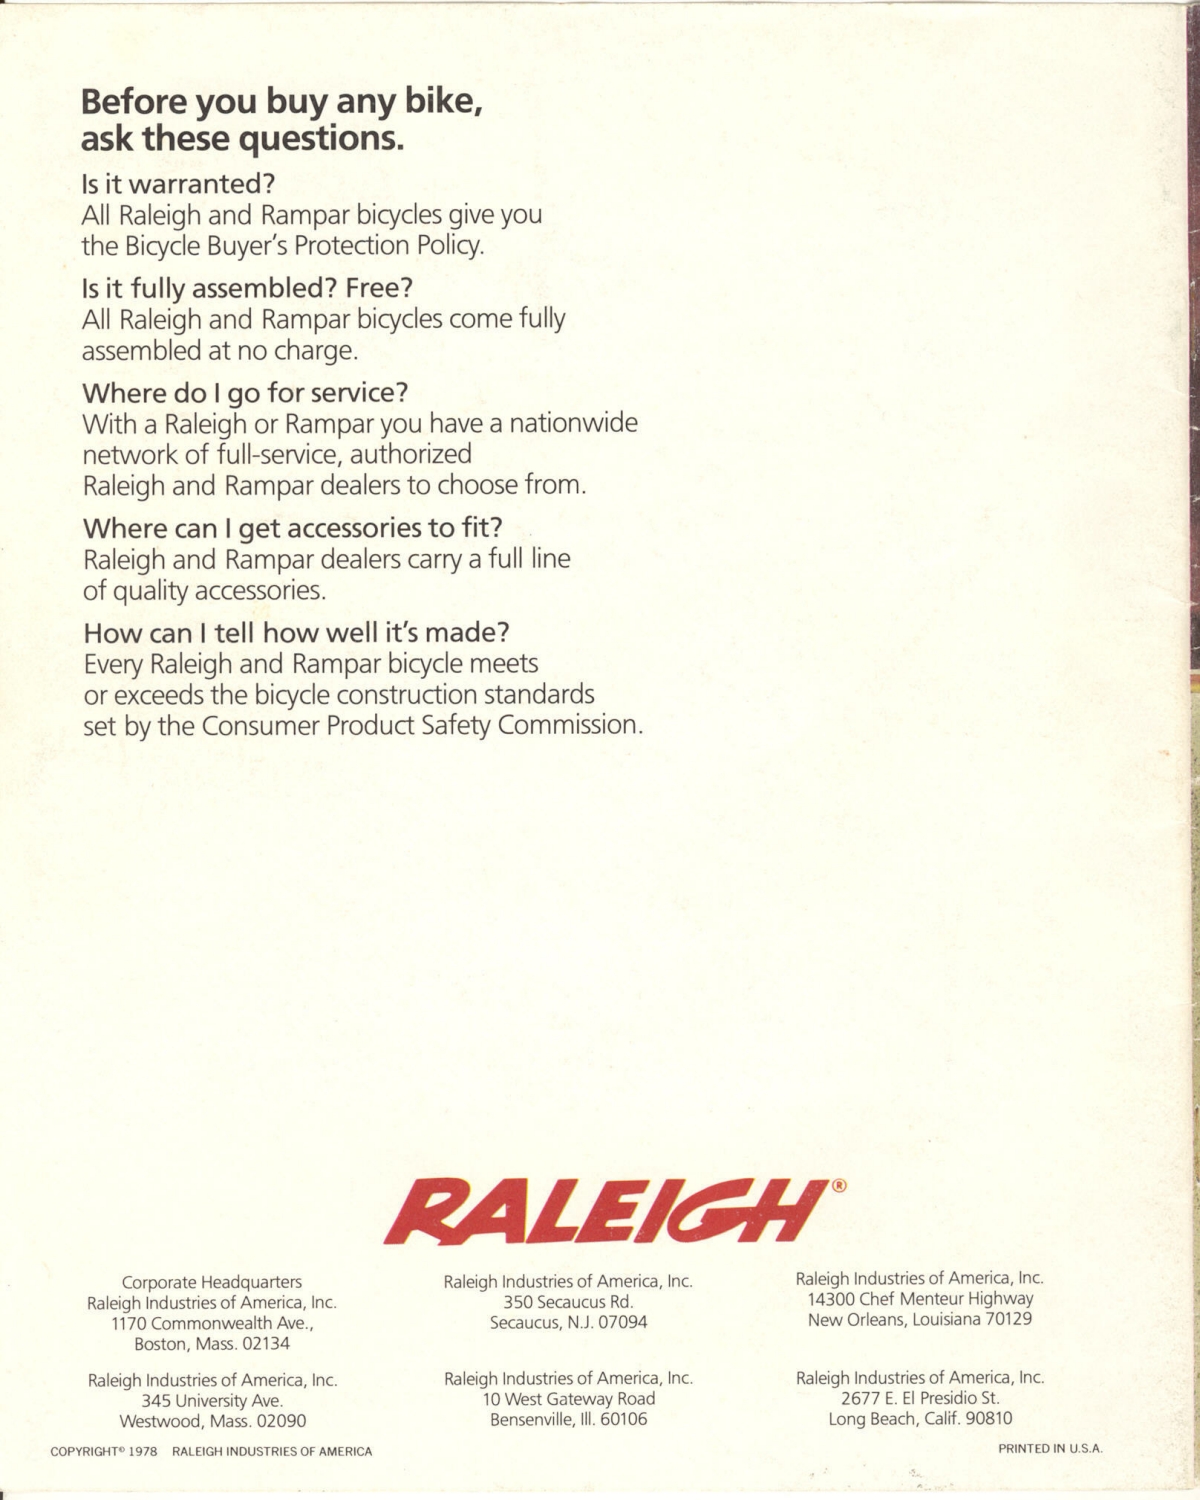 Before you buy any bike,
ask these questions.
Is it warranted?
All Raleigh and Rampar bicycles give you
the Bicycle Buyer's Protection Policy.
Is it fully assembled? Free?
All Raleigh and Rampar bicycles come fully
assembled at no charge.
Where do I go for service?
With a Raleigh or Rampar you have a nationwide
network of full-service, authorized
Raleigh and Rampar dealers to choose from.
Where can I get accessories to fit?
Raleigh and Rampar dealers carry a full line
of quality accessories.
How can I tell how well it's made?
Every Raleigh and Rampar bicycle meets
or exceeds the bicycle construction standards
set by the Consumer Product Safety Commission.
RALEIGH®
Corporate Headquarters
Raleigh Industries of America, Inc.
1170 Commonwealth Ave.,
Boston, Mass. 02134
Raleigh Industries of America, Inc.
350 Secaucus Rd.
Secaucus, N.J. 07094
Raleigh Industries of America, Inc.
14300 Chef Menteur Highway
New Orleans, Louisiana 70129
Raleigh Industries of America, Inc.
345 University Ave.
Westwood, Mass. 02090
Raleigh Industries of America, Inc.
10 West Gateway Road
Bensenville, Ill. 60106
Raleigh Industries of America, Inc.
2677 E. El Presidio St.
Long Beach, Calif. 90810
COPYRIGHT© 1978 RALEIGH INDUSTRIES OF AMERICA
PRINTED IN U.S.A.